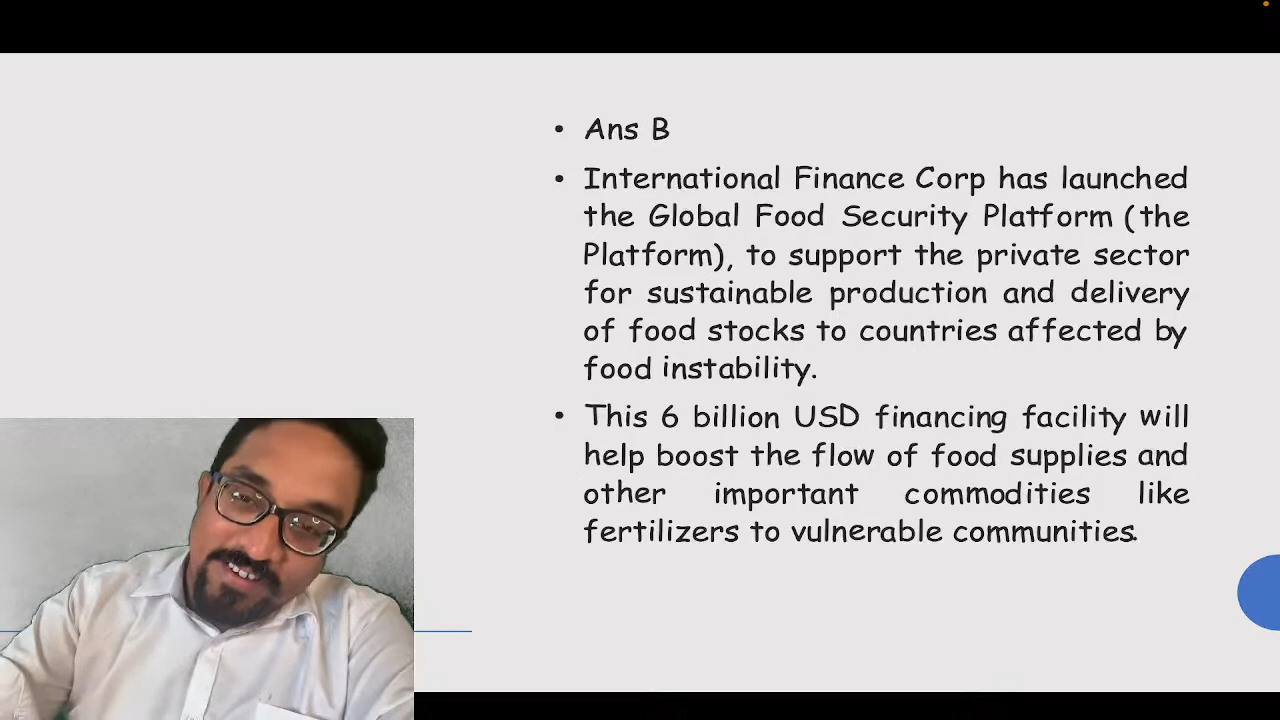 • Ans B
• International Finance Corp has launched
the Global Food Security Platform (the
Platform), to support the private sector
for sustainable production and delivery
of food stocks to countries affected by
food instability.
• This 6 billion USD financing facility will
help boost the flow of food supplies and
other important commodities like
fertilizers to vulnerable communities.